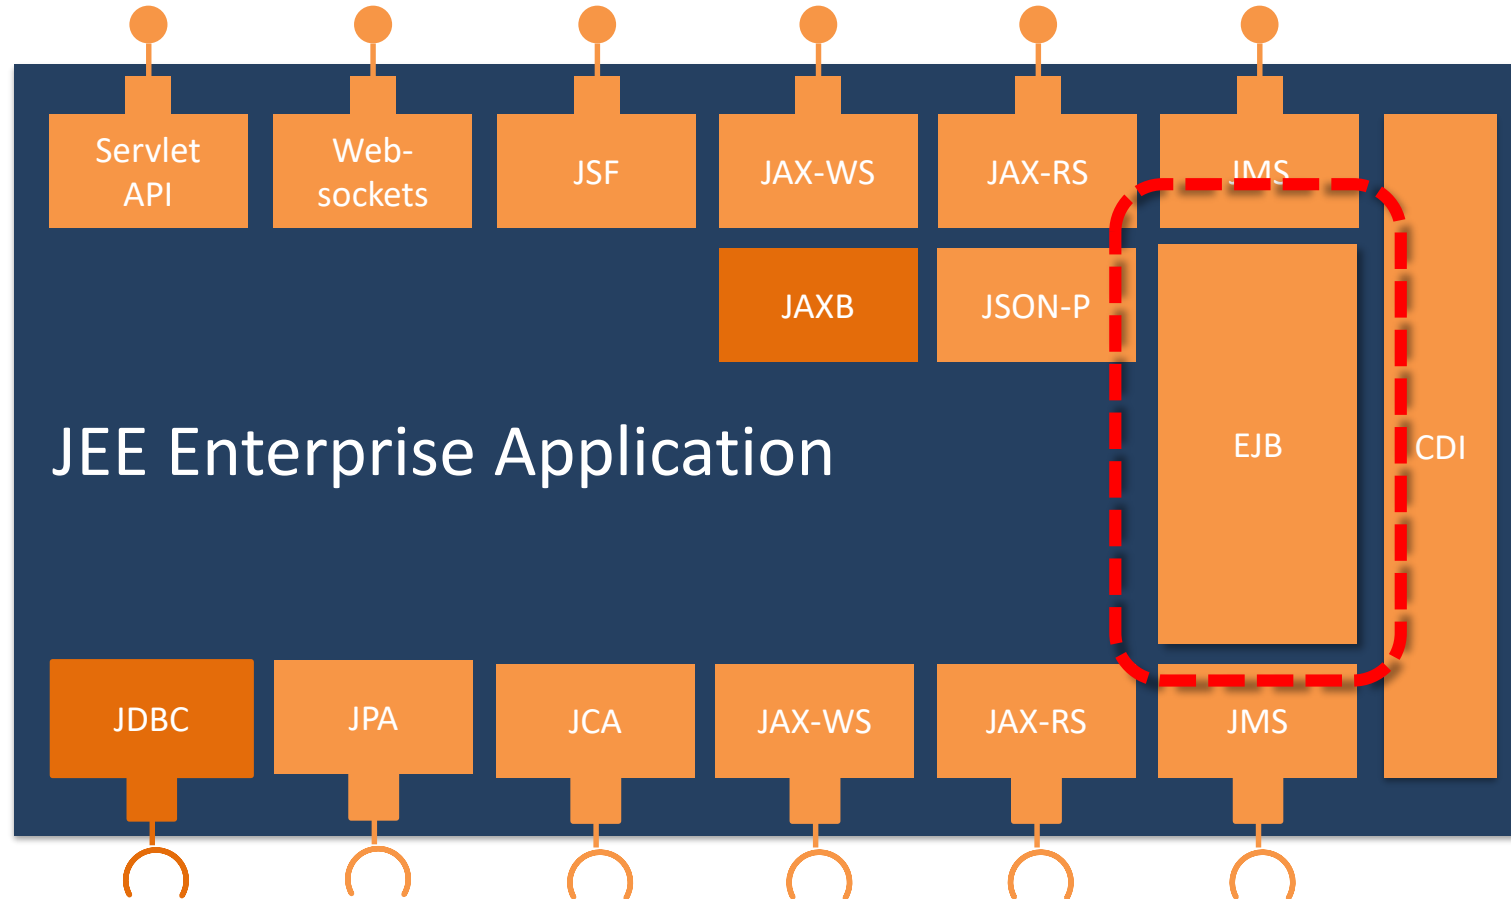 Servlet
API
Web-
sockets
JSF
JAX-WS
JAX-RS
JMS
JAXB
JSON-P
JEE Enterprise Application
EJB
CDI
JDBC
JPA
JCA
JAX-WS
JAX-RS
JMS